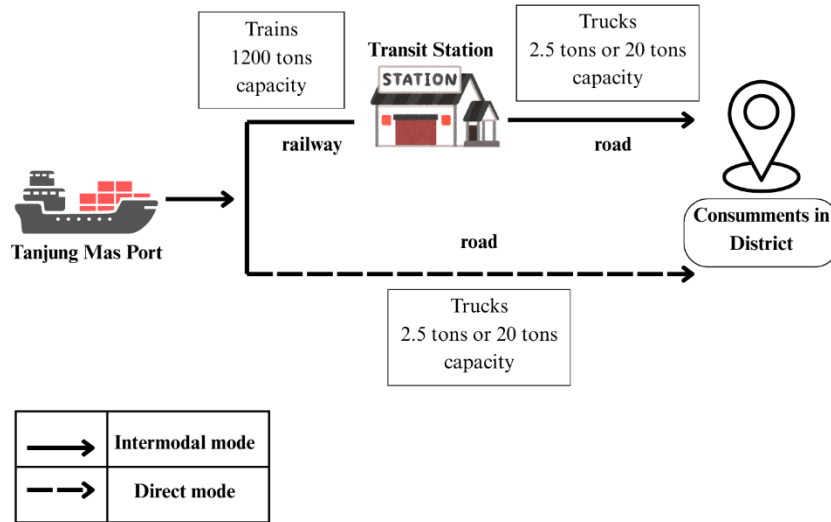 Trains
1200 tons
capacity
Transit Station
STATION
Trucks
2.5 tons or 20 tons
capacity
railway
road
Tanjung Mas Port
road
Consumments in
District
Trucks
2.5 tons or 20 tons
capacity
Intermodal mode
Direct mode